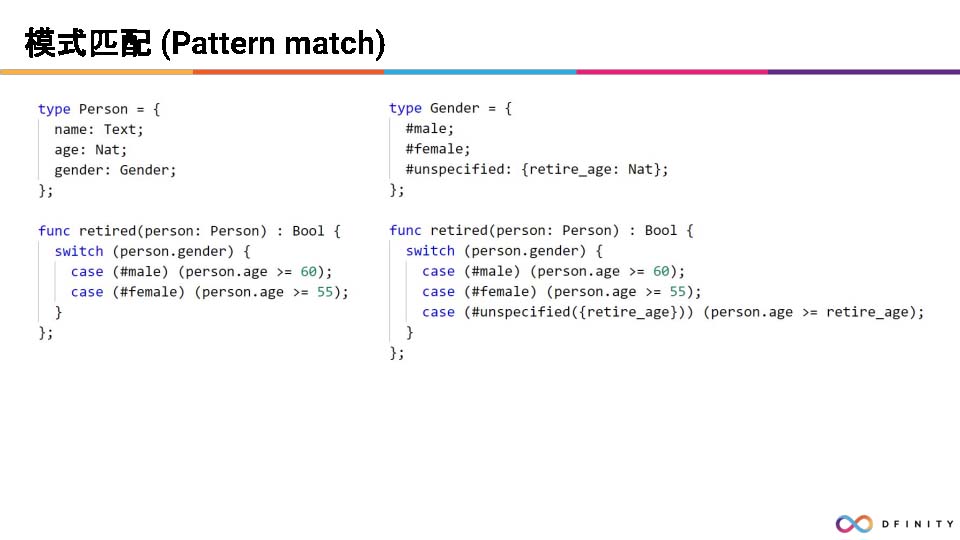 模式匹配 (Pattern match)
type Person = {
  name: Text;
  age: Nat;
  gender: Gender;
};
func retired(person: Person) : Bool {
  switch (person.gender) {
    case (#male) (person.age >= 60);
    case (#female) (person.age >= 55);
  }
};
type Gender = {
  #male;
  #female;
  #unspecified: {retire_age: Nat};
};
func retired(person: Person) : Bool {
  switch (person.gender) {
    case (#male) (person.age >= 60);
    case (#female) (person.age >= 55);
    case (#unspecified({retire_age})) (person.age >= retire_age);
  }
};
DFINITY